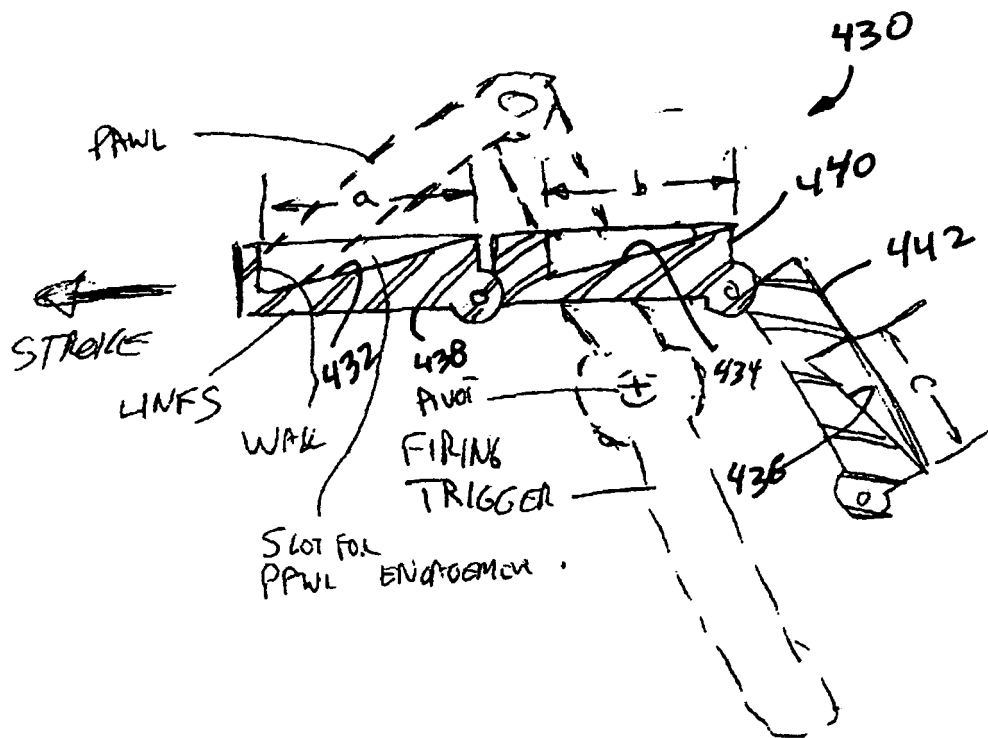 430
PAWL
a
b
440
442
STROKE
432
438
434
LINKS
PIVOT
C
WALL
FIRING
TRIGGER
436
SLOT FOR
PAWL ENGAGEMENT.